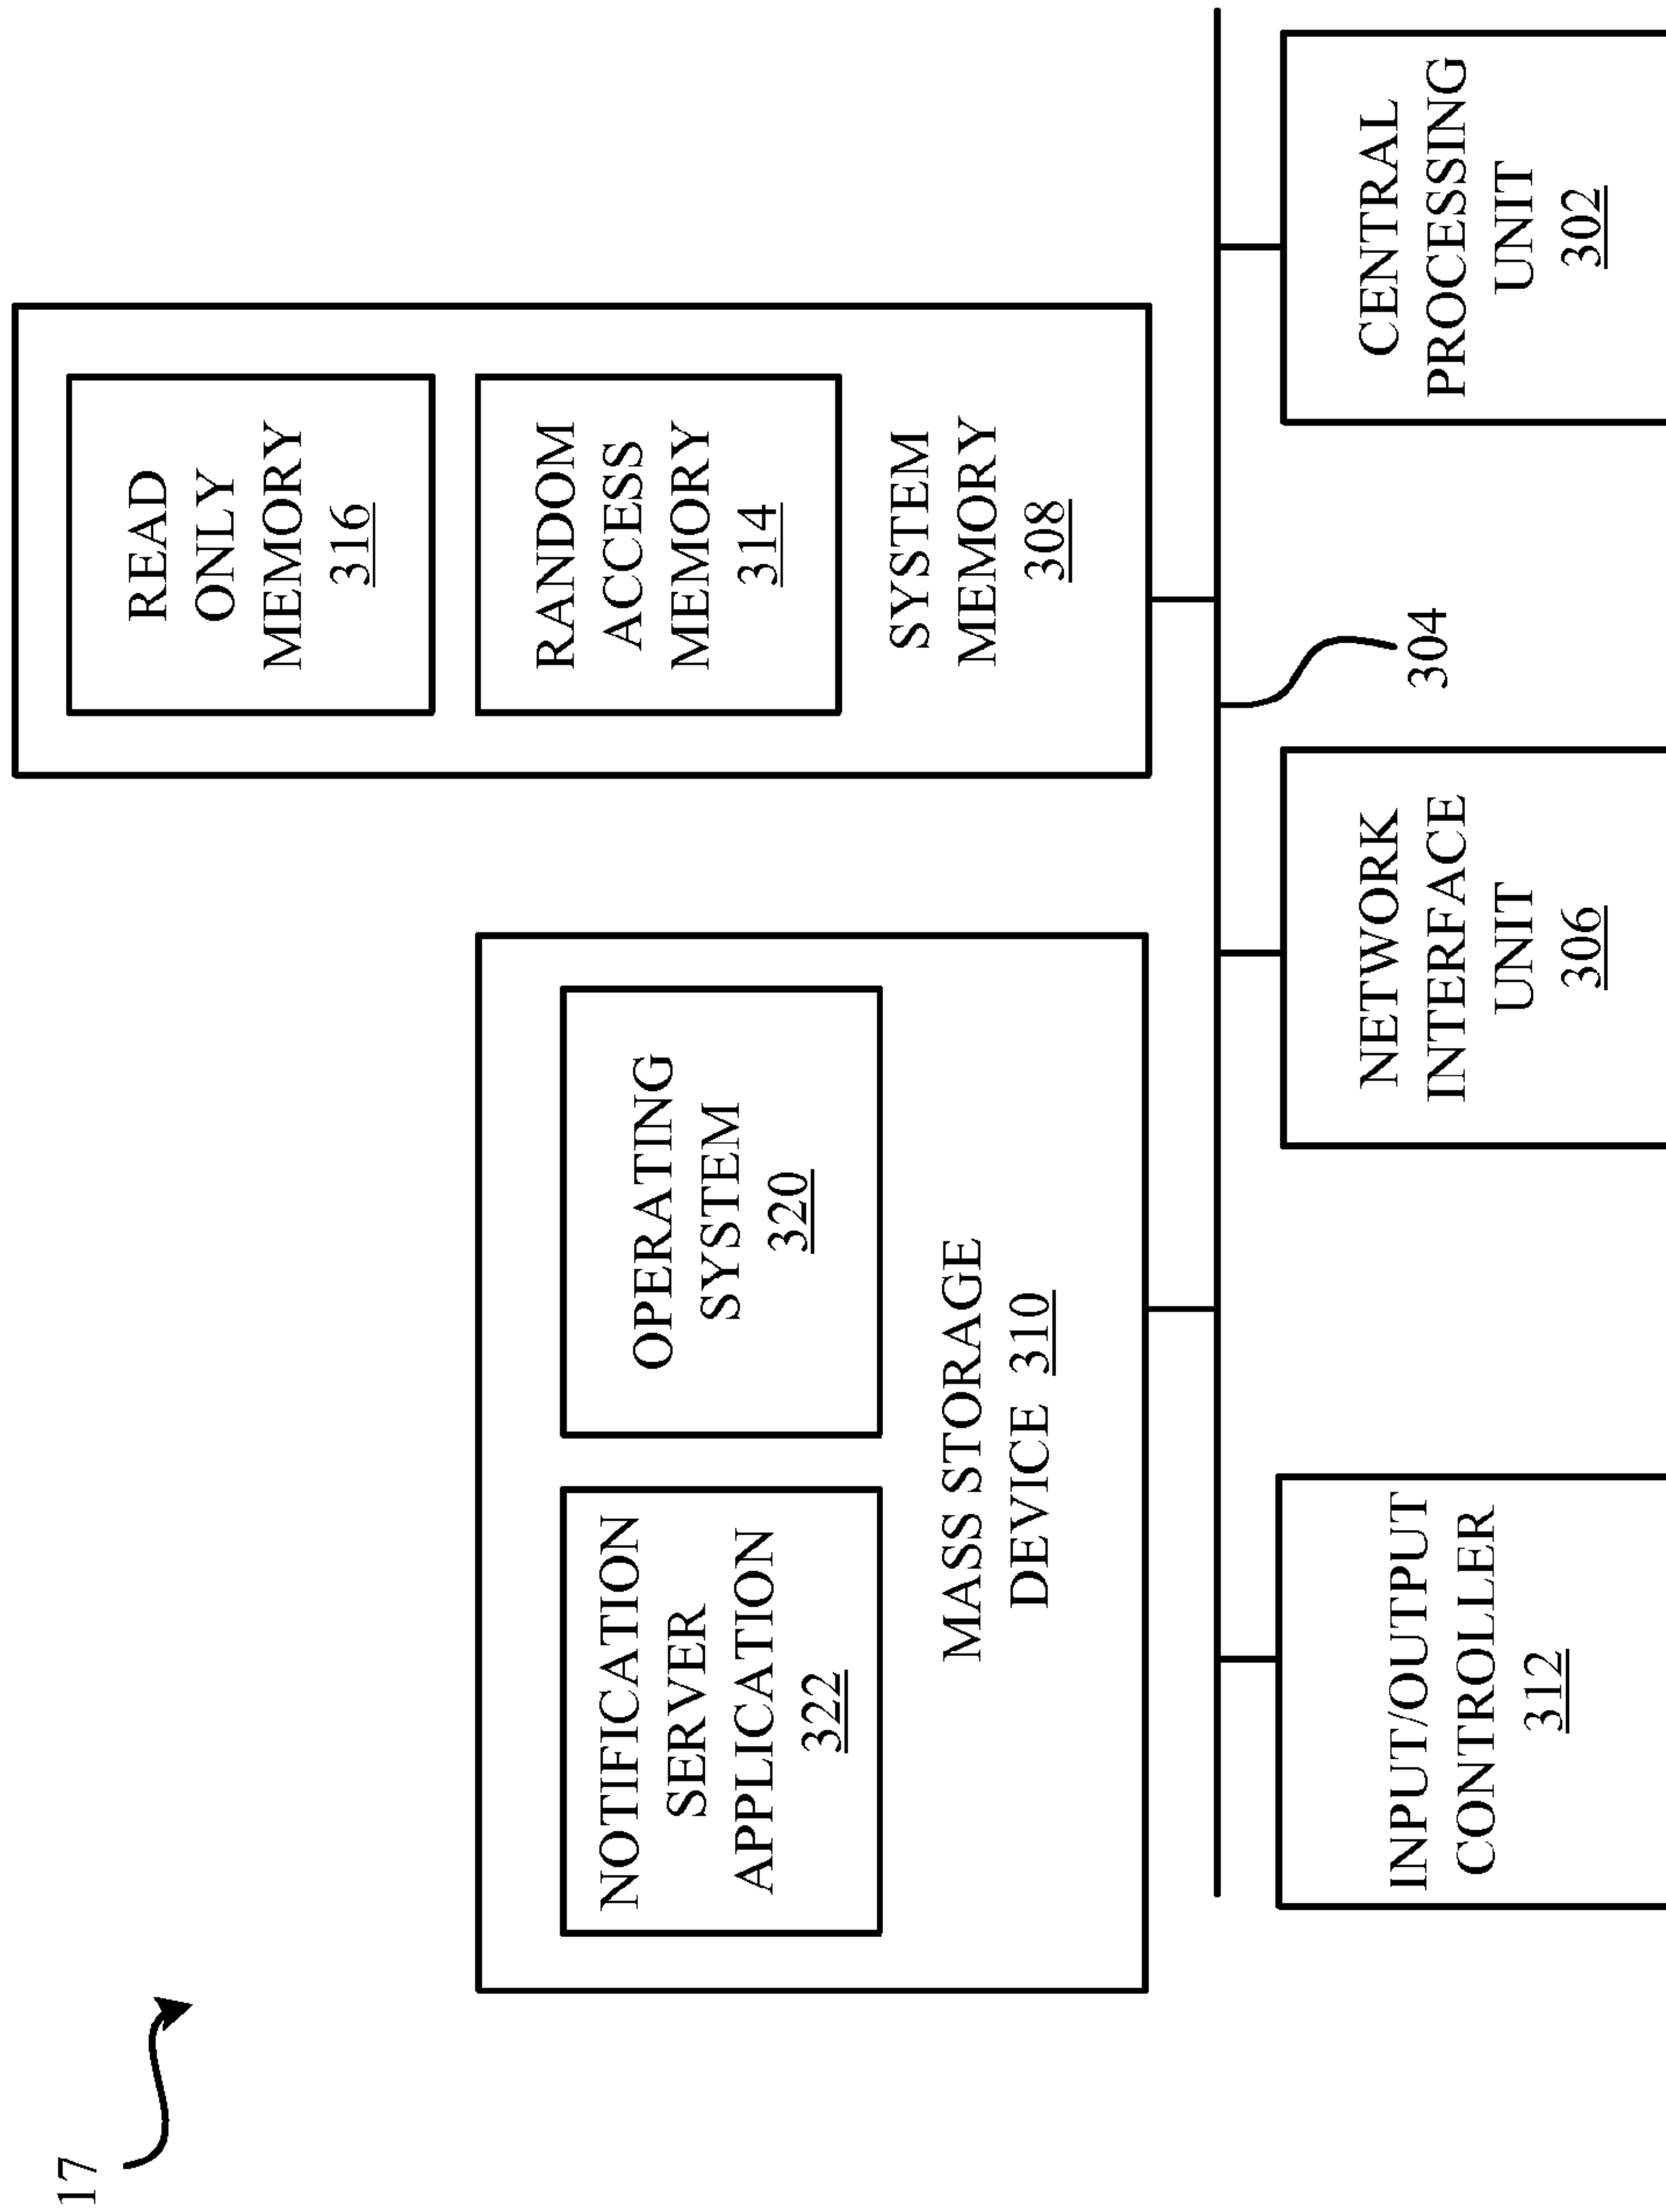 17
NOTIFICATION
SERVER
APPLICATION
322
OPERATING
SYSTEM
320
MASS STORAGE
DEVICE 310
READ
ONLY
MEMORY
316
RANDOM
ACCESS
MEMORY
314
SYSTEM
MEMORY
308
304
INPUT/OUTPUT
CONTROLLER
312
NETWORK
INTERFACE
UNIT
306
CENTRAL
PROCESSING
UNIT
302